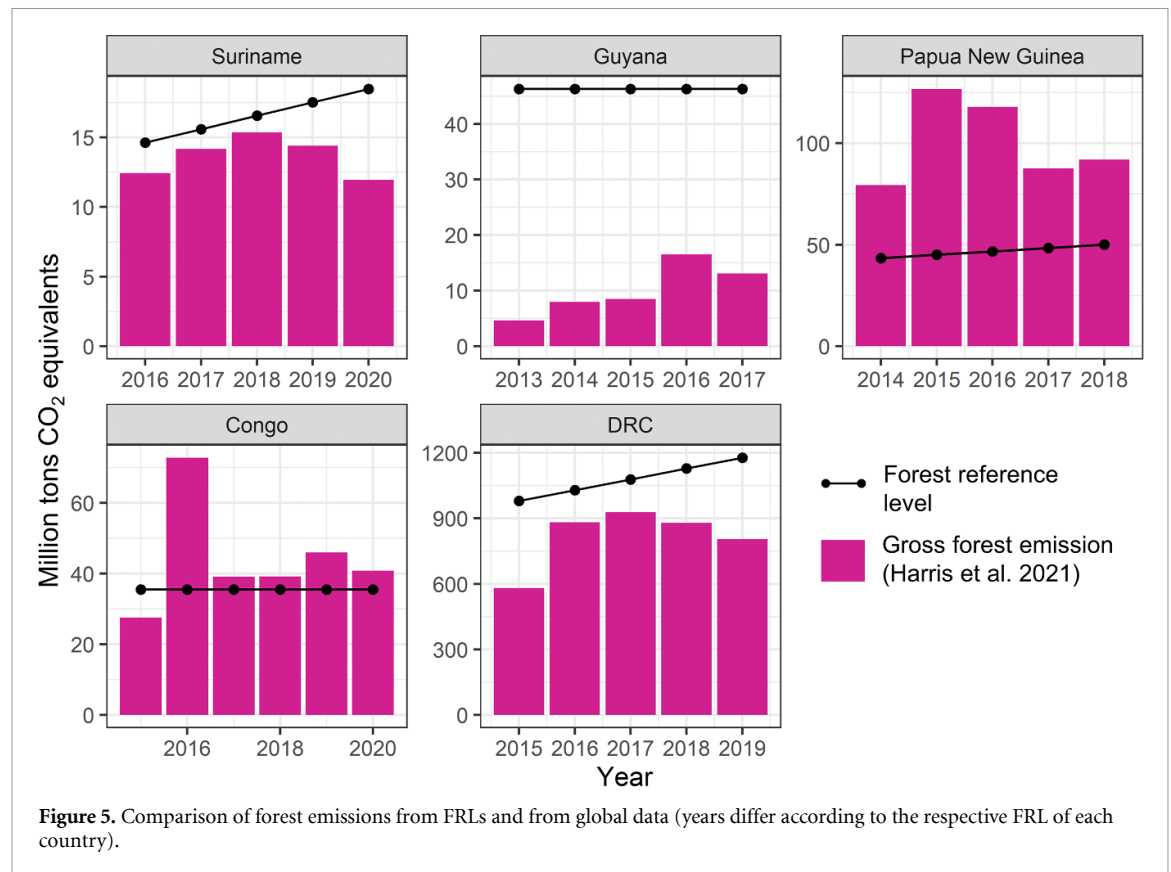 Suriname
Guyana
Papua New Guinea
Million tons CO₂ equivalents
15
10
5
0
2016 2017 2018 2019 2020
40
30
20
10
0
2013 2014 2015 2016 2017
100
50
0
2014 2015 2016 2017 2018
Congo
DRC
60
40
20
0
2016 2018 2020
1200
900
600
300
0
2015 2016 2017 2018 2019
Year
Forest reference
level
Gross forest emission
(Harris et al. 2021)
Figure 5. Comparison of forest emissions from FRLs and from global data (years differ according to the respective FRL of each
country).